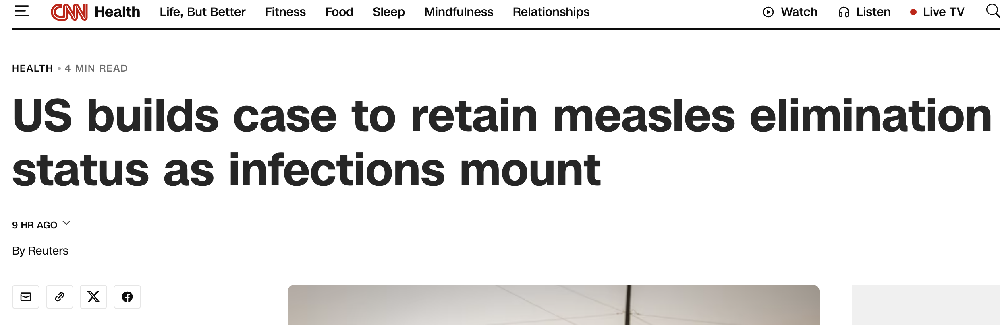 CNN Health Life, But Better Fitness Food Sleep Mindfulness Relationships Watch Listen Live TV
HEALTH • 4 MIN READ
US builds case to retain measles elimination
status as infections mount
9 HR AGO
By Reuters